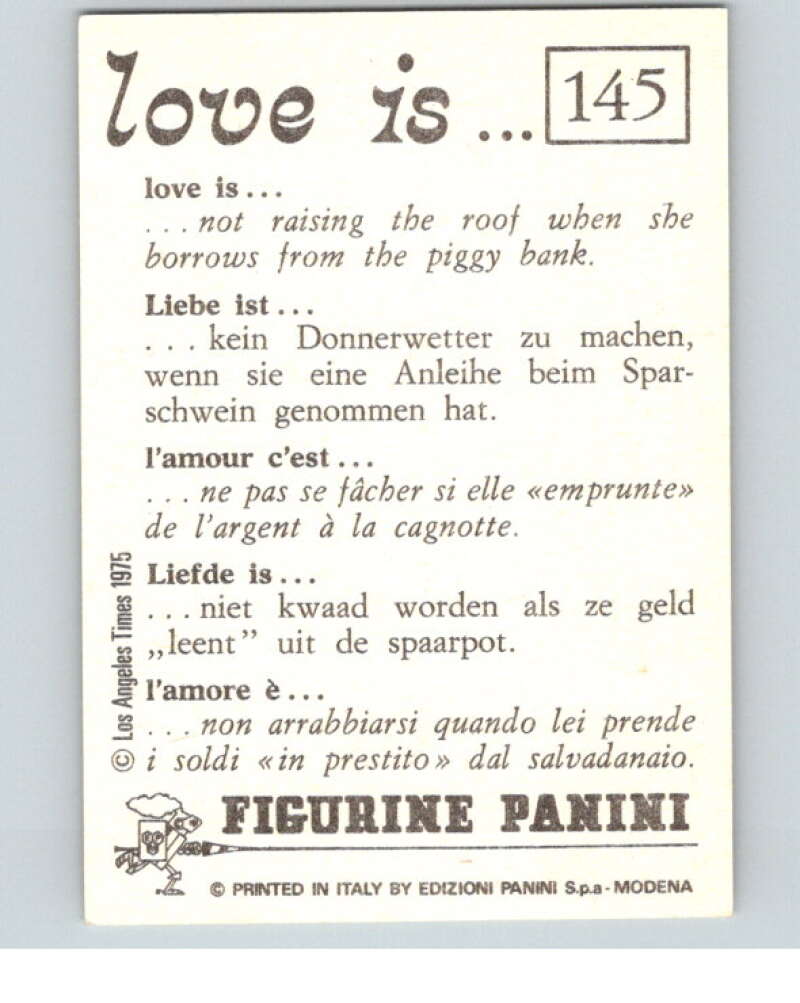 love is ... 145
love is...
...not raising the roof when she
borrows from the piggy bank.
Liebe ist...
...kein Donnerwetter zu machen,
wenn sie eine Anleihe beim Spar-
schwein genommen hat.
l'amour c'est...
...ne pas se fâcher si elle «emprunte»
de l'argent à la cagnotte.
Liefde is...
...niet kwaad worden als ze geld
„leent” uit de spaarpot.
l'amore è...
...non arrabbiarsi quando lei prende
i soldi «in prestito» dal salvadanaio.
© Los Angeles Times 1975
FIGURINE PANINI
© PRINTED IN ITALY BY EDIZIONI PANINI S.p.a - MODENA